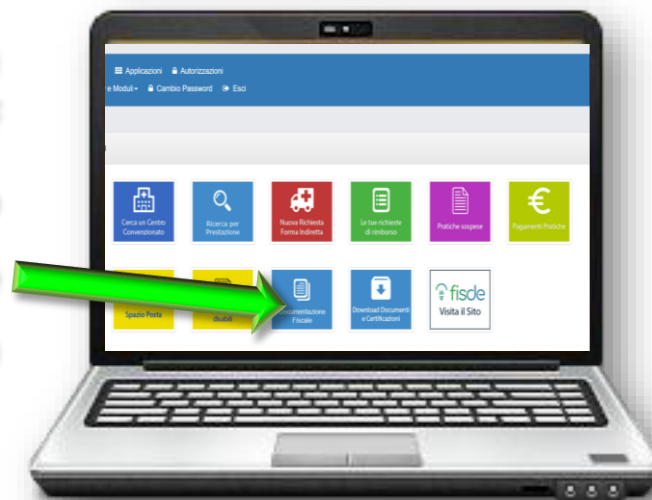 Applicazioni Autorizzazioni
e Moduli Cambio Password Esci
Cerca un Centro
Convenzionato
Ricerca per
Prestazione
Nuova Richiesta
Forma Indiretta
Le tue richieste
di rimborso
Pratiche sospese
€
Pagamenti Pratiche
Spazio Posta
disabili
Documentazione
Fiscale
Download Documenti
e Certificazioni
fisde
Visita il Sito